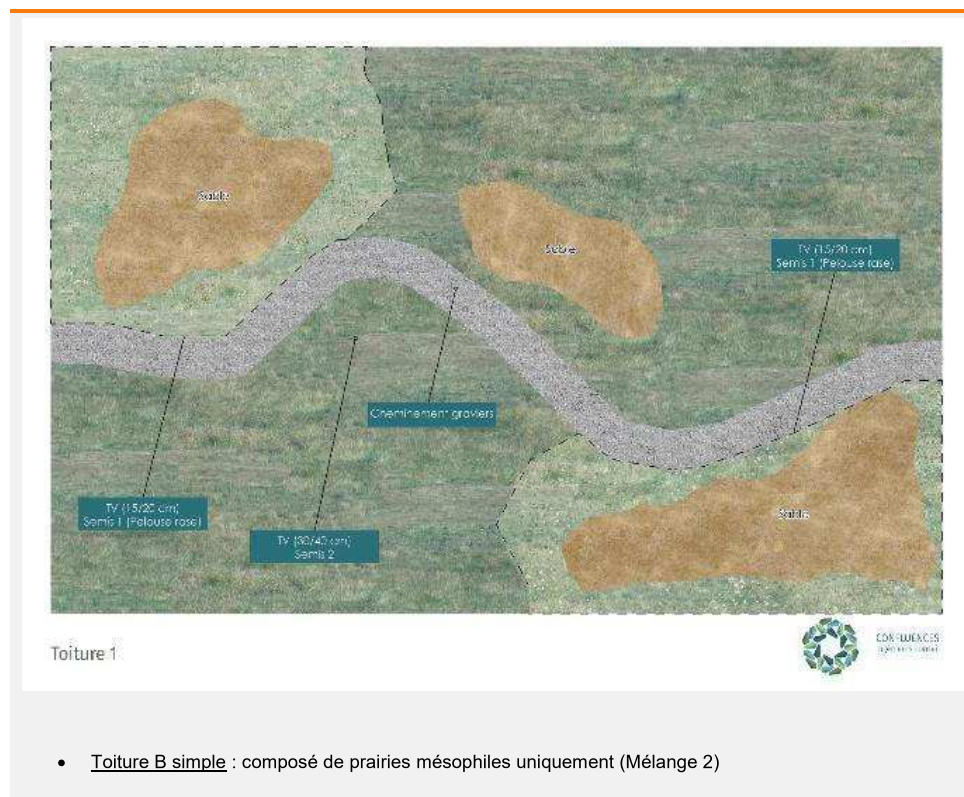 Sable
Sable
TV (15/20 cm)
Semis 1 (Pelouse rase)
Cheminement graviers
TV (15/20 cm)
Semis 1 (Pelouse rase)
Sable
TV (30/40 cm)
Semis 2
Toiture 1
CONFLUENCES
• Toiture B simple : composé de prairies mésophiles uniquement (Mélange 2)